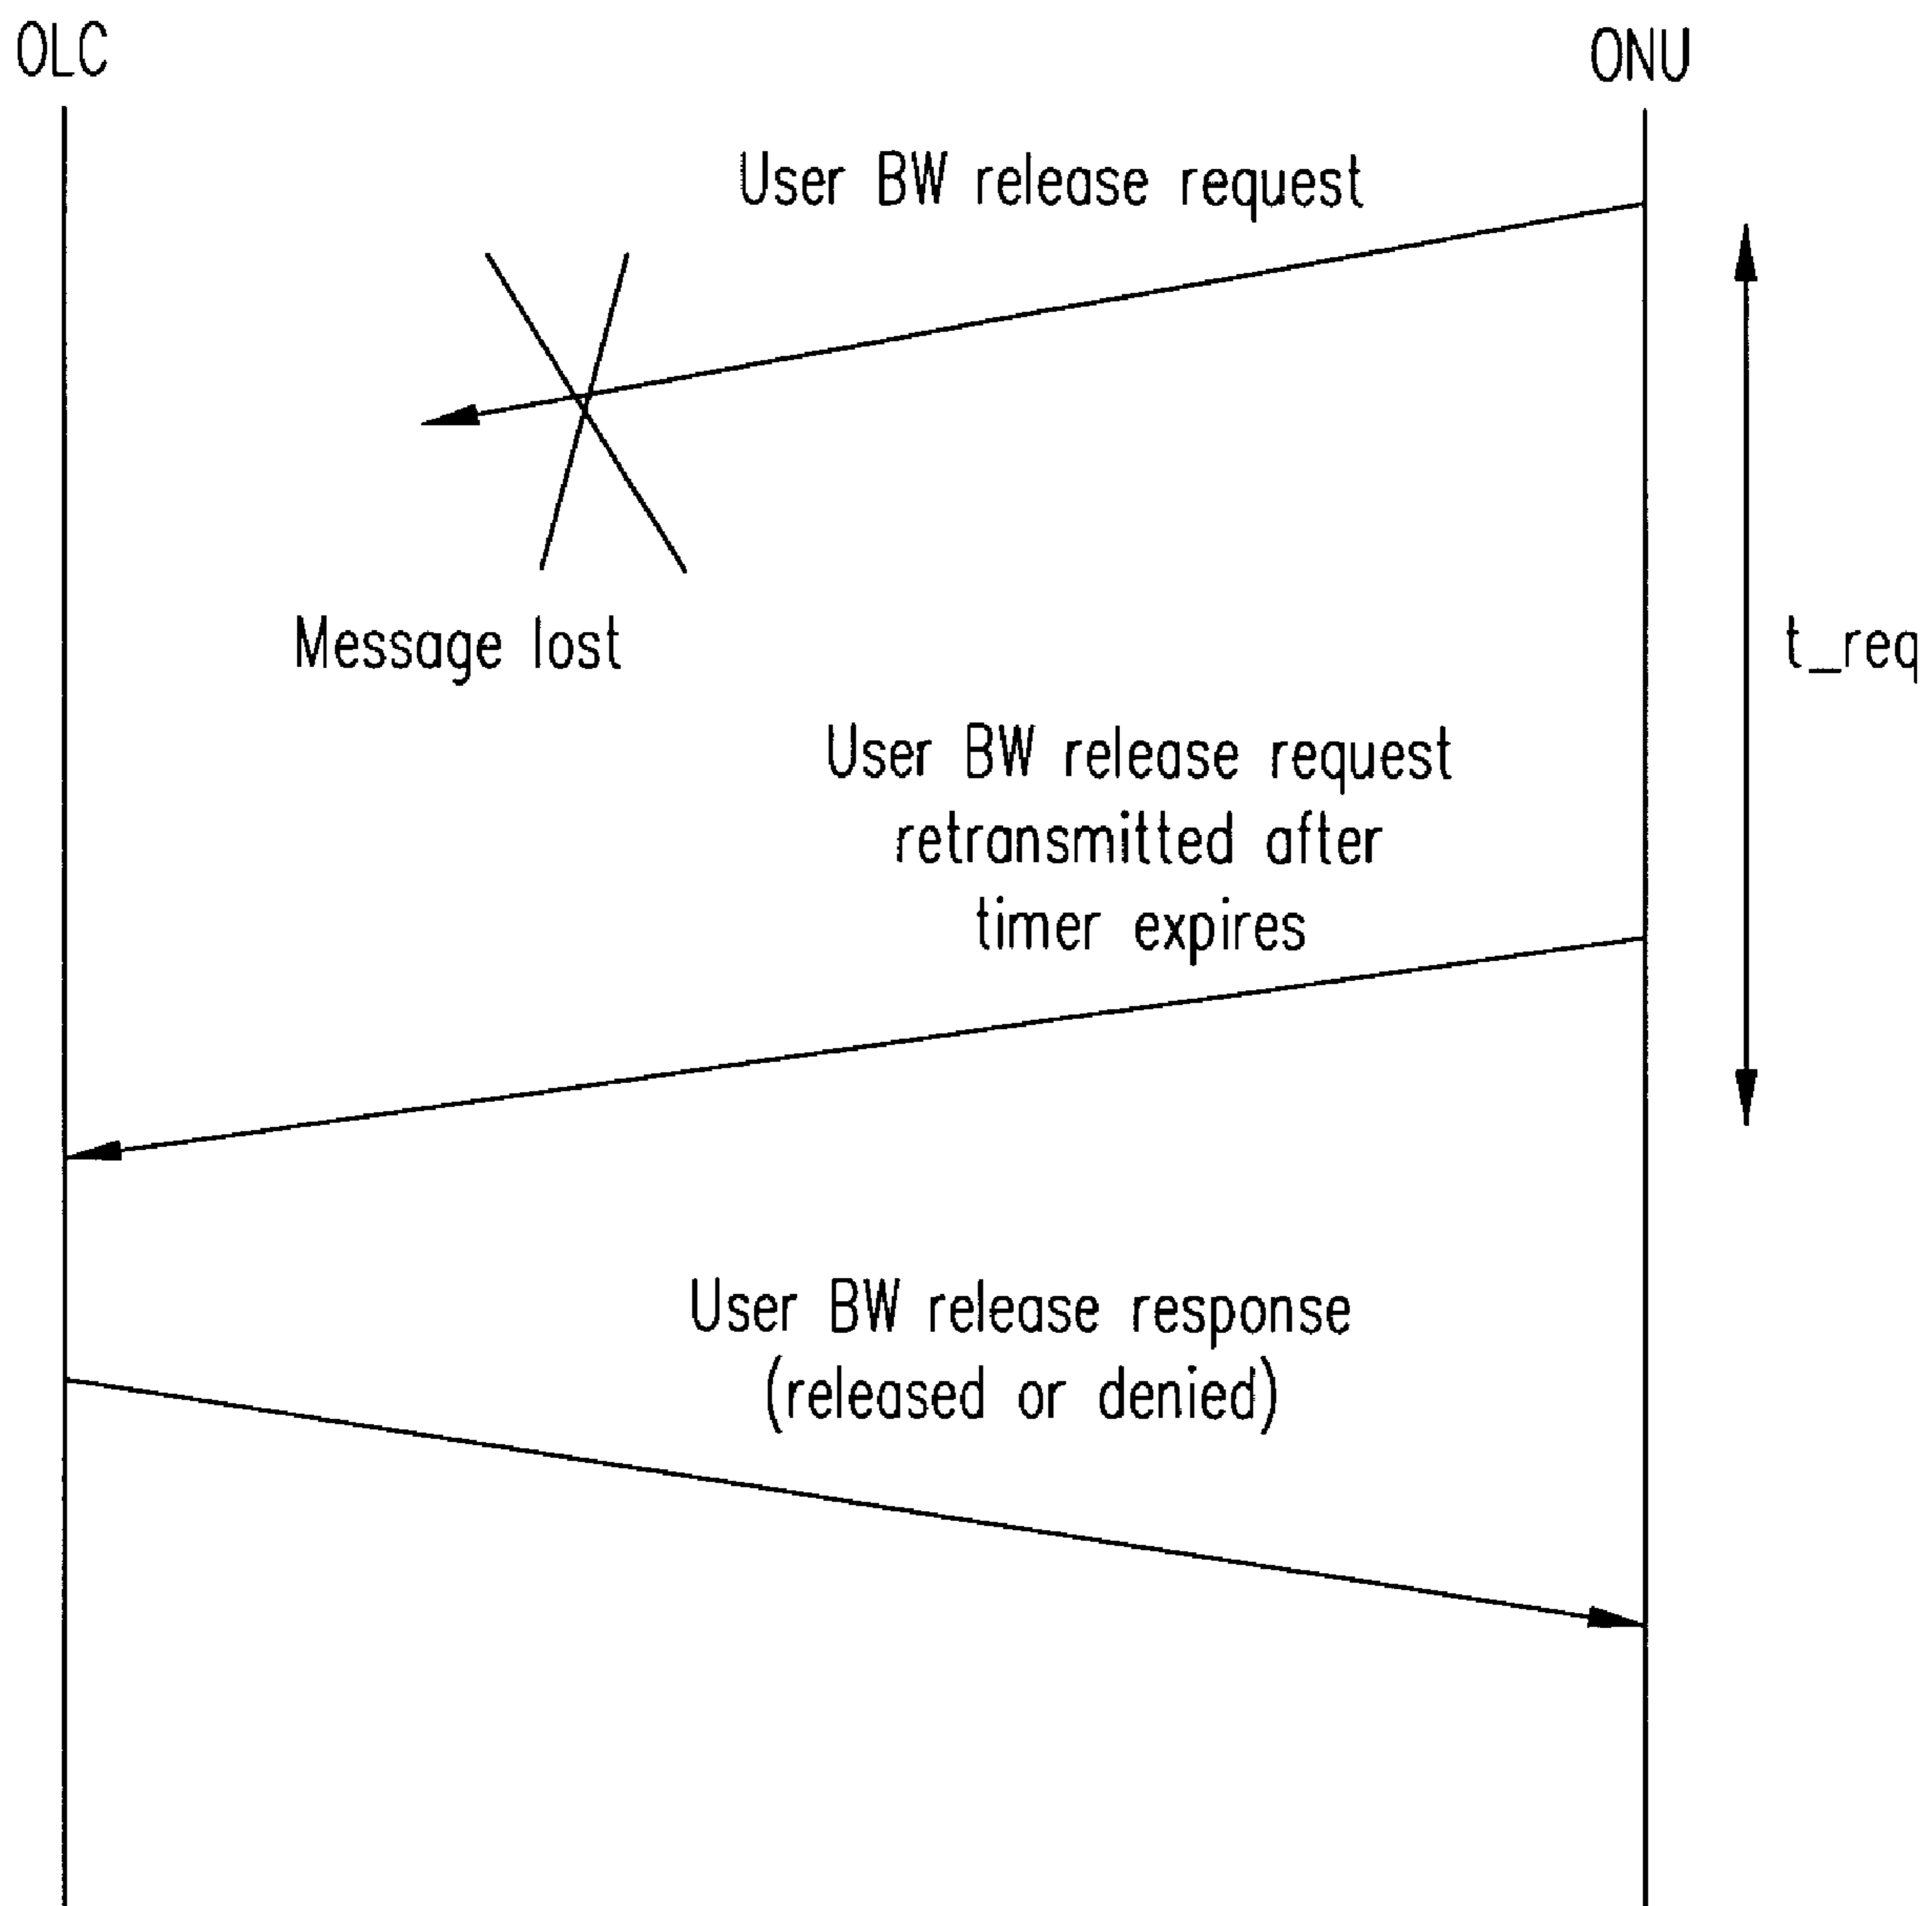 OLC
ONU
User BW release request
Message lost
t_req
User BW release request
retransmitted after
timer expires
User BW release response
(released or denied)